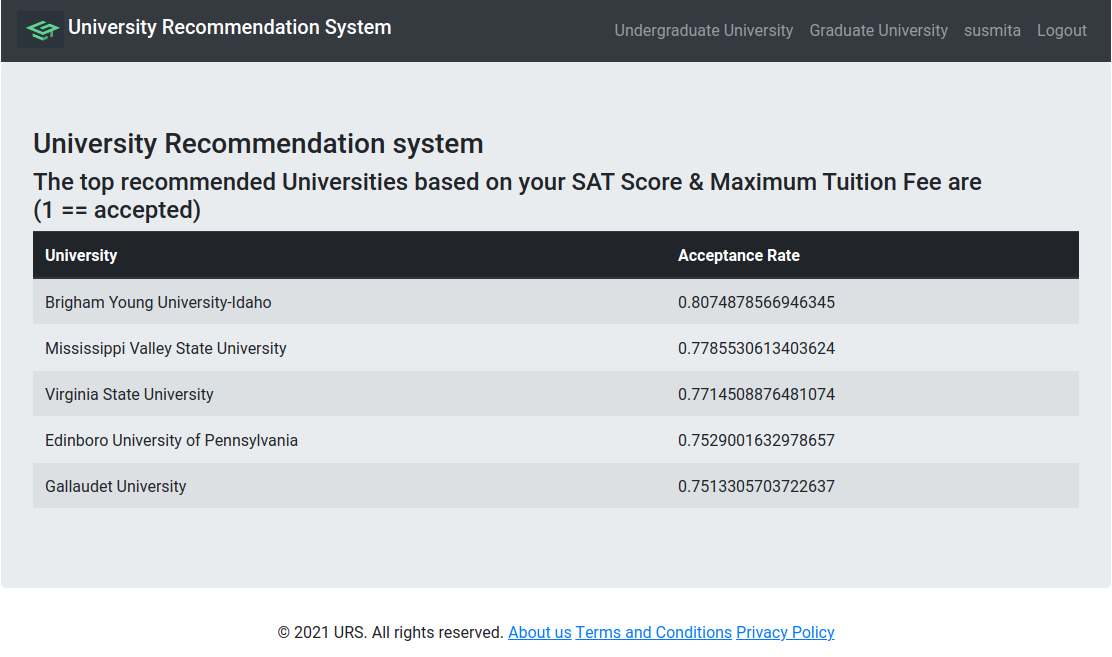 University Recommendation System
Undergraduate University Graduate University susmita Logout
University Recommendation system
The top recommended Universities based on your SAT Score & Maximum Tuition Fee are
(1 == accepted)
University Acceptance Rate
Brigham Young University-Idaho 0.8074878566946345
Mississippi Valley State University 0.7785530613403624
Virginia State University 0.7714508876481074
Edinboro University of Pennsylvania 0.7529001632978657
Gallaudet University 0.7513305703722637
© 2021 URS. All rights reserved. About us Terms and Conditions Privacy Policy